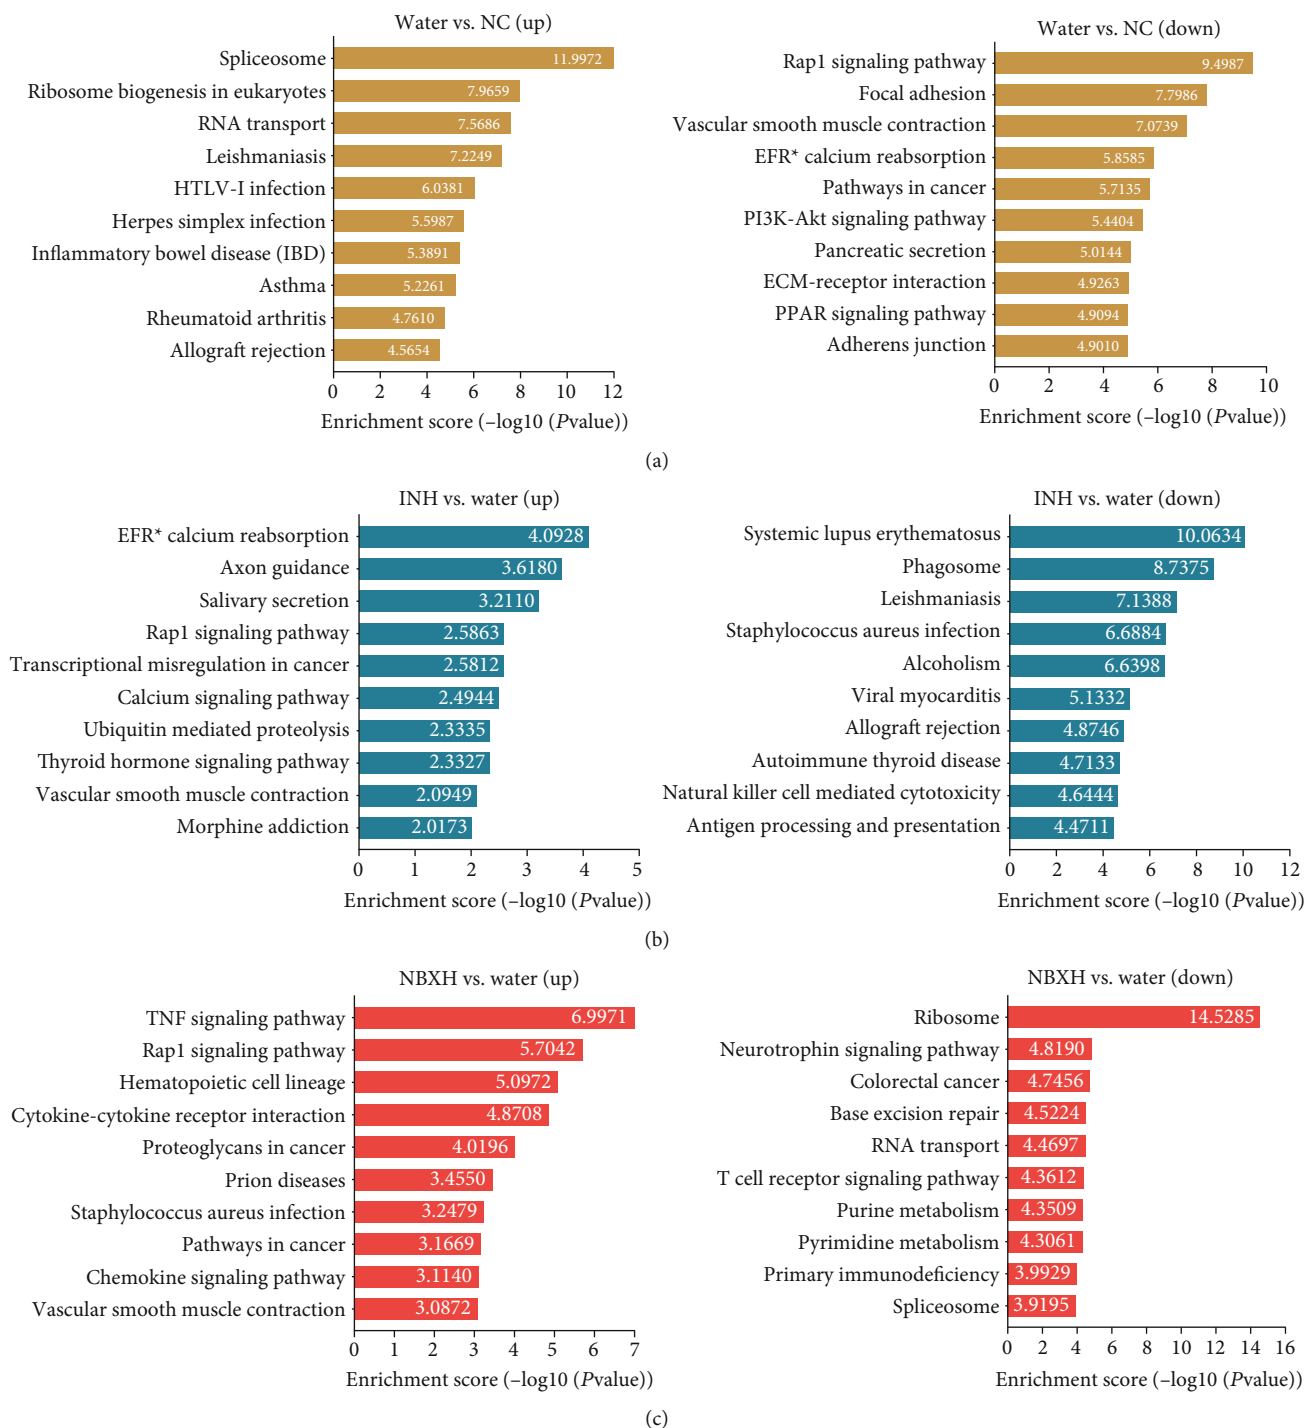 Water vs. NC (up)
Spliceosome 11.9972
Ribosome biogenesis in eukaryotes 7.9659
RNA transport 7.5686
Leishmaniasis 7.2249
HTLV-I infection 6.0381
Herpes simplex infection 5.5987
Inflammatory bowel disease (IBD) 5.3891
Asthma 5.2261
Rheumatoid arthritis 4.7610
Allograft rejection 4.5654
0 2 4 6 8 10 12
Enrichment score (–log10 (Pvalue))
Water vs. NC (down)
Rap1 signaling pathway 9.4987
Focal adhesion 7.7986
Vascular smooth muscle contraction 7.0739
EFR* calcium reabsorption 5.8585
Pathways in cancer 5.7135
PI3K-Akt signaling pathway 5.4404
Pancreatic secretion 5.0144
ECM-receptor interaction 4.9263
PPAR signaling pathway 4.9094
Adherens junction 4.9010
0 2 4 6 8 10
Enrichment score (–log10 (Pvalue))
(a)
INH vs. water (up)
EFR* calcium reabsorption 4.0928
Axon guidance 3.6180
Salivary secretion 3.2110
Rap1 signaling pathway 2.5863
Transcriptional misregulation in cancer 2.5812
Calcium signaling pathway 2.4944
Ubiquitin mediated proteolysis 2.3335
Thyroid hormone signaling pathway 2.3327
Vascular smooth muscle contraction 2.0949
Morphine addiction 2.0173
0 1 2 3 4 5
Enrichment score (–log10 (Pvalue))
INH vs. water (down)
Systemic lupus erythematosus 10.0634
Phagosome 8.7375
Leishmaniasis 7.1388
Staphylococcus aureus infection 6.6884
Alcoholism 6.6398
Viral myocarditis 5.1332
Allograft rejection 4.8746
Autoimmune thyroid disease 4.7133
Natural killer cell mediated cytotoxicity 4.6444
Antigen processing and presentation 4.4711
0 2 4 6 8 10 12
Enrichment score (–log10 (Pvalue))
(b)
NBXH vs. water (up)
TNF signaling pathway 6.9971
Rap1 signaling pathway 5.7042
Hematopoietic cell lineage 5.0972
Cytokine-cytokine receptor interaction 4.8708
Proteoglycans in cancer 4.0196
Prion diseases 3.4550
Staphylococcus aureus infection 3.2479
Pathways in cancer 3.1669
Chemokine signaling pathway 3.1140
Vascular smooth muscle contraction 3.0872
0 1 2 3 4 5 6 7
Enrichment score (–log10 (Pvalue))
NBXH vs. water (down)
Ribosome 14.5285
Neurotrophin signaling pathway 4.8190
Colorectal cancer 4.7456
Base excision repair 4.5224
RNA transport 4.4697
T cell receptor signaling pathway 4.3612
Purine metabolism 4.3509
Pyrimidine metabolism 4.3061
Primary immunodeficiency 3.9929
Spliceosome 3.9195
0 2 4 6 8 10 12 14 16
Enrichment score (–log10 (Pvalue))
(c)